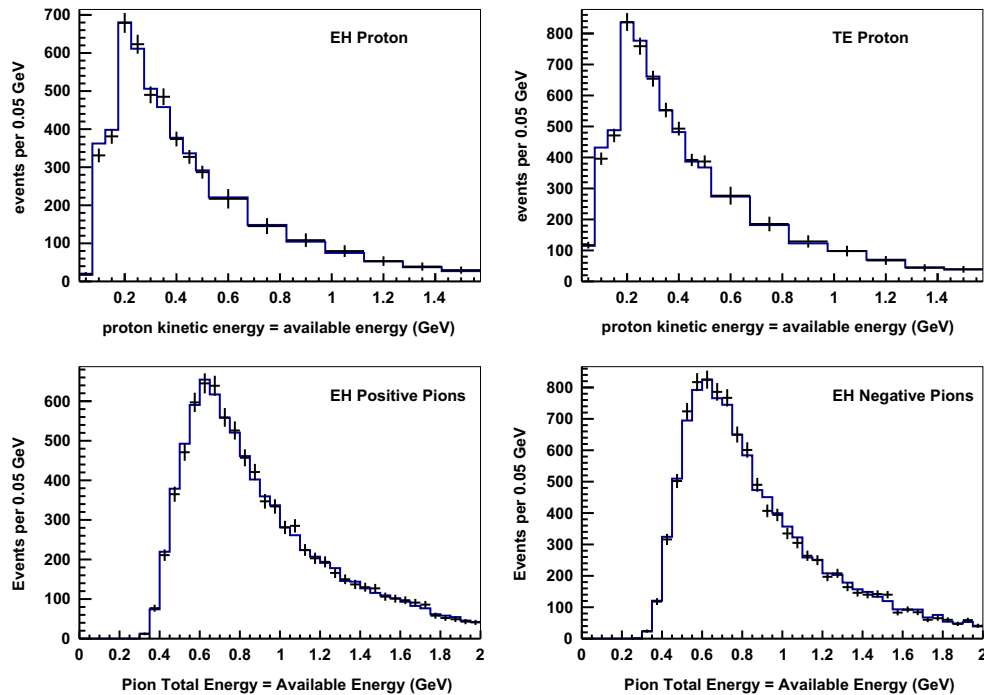 EH Proton
events per 0.05 GeV
700
600
500
400
300
200
100
0
0.2 0.4 0.6 0.8 1 1.2 1.4
proton kinetic energy = available energy (GeV)
TE Proton
events per 0.05 GeV
800
700
600
500
400
300
200
100
0
0.2 0.4 0.6 0.8 1 1.2 1.4
proton kinetic energy = available energy (GeV)
EH Positive Pions
Events per 0.05 GeV
600
500
400
300
200
100
0
0 0.2 0.4 0.6 0.8 1 1.2 1.4 1.6 1.8 2
Pion Total Energy = Available Energy (GeV)
EH Negative Pions
Events per 0.05 GeV
800
700
600
500
400
300
200
100
0
0 0.2 0.4 0.6 0.8 1 1.2 1.4 1.6 1.8 2
Pion Total Energy = Available Energy (GeV)